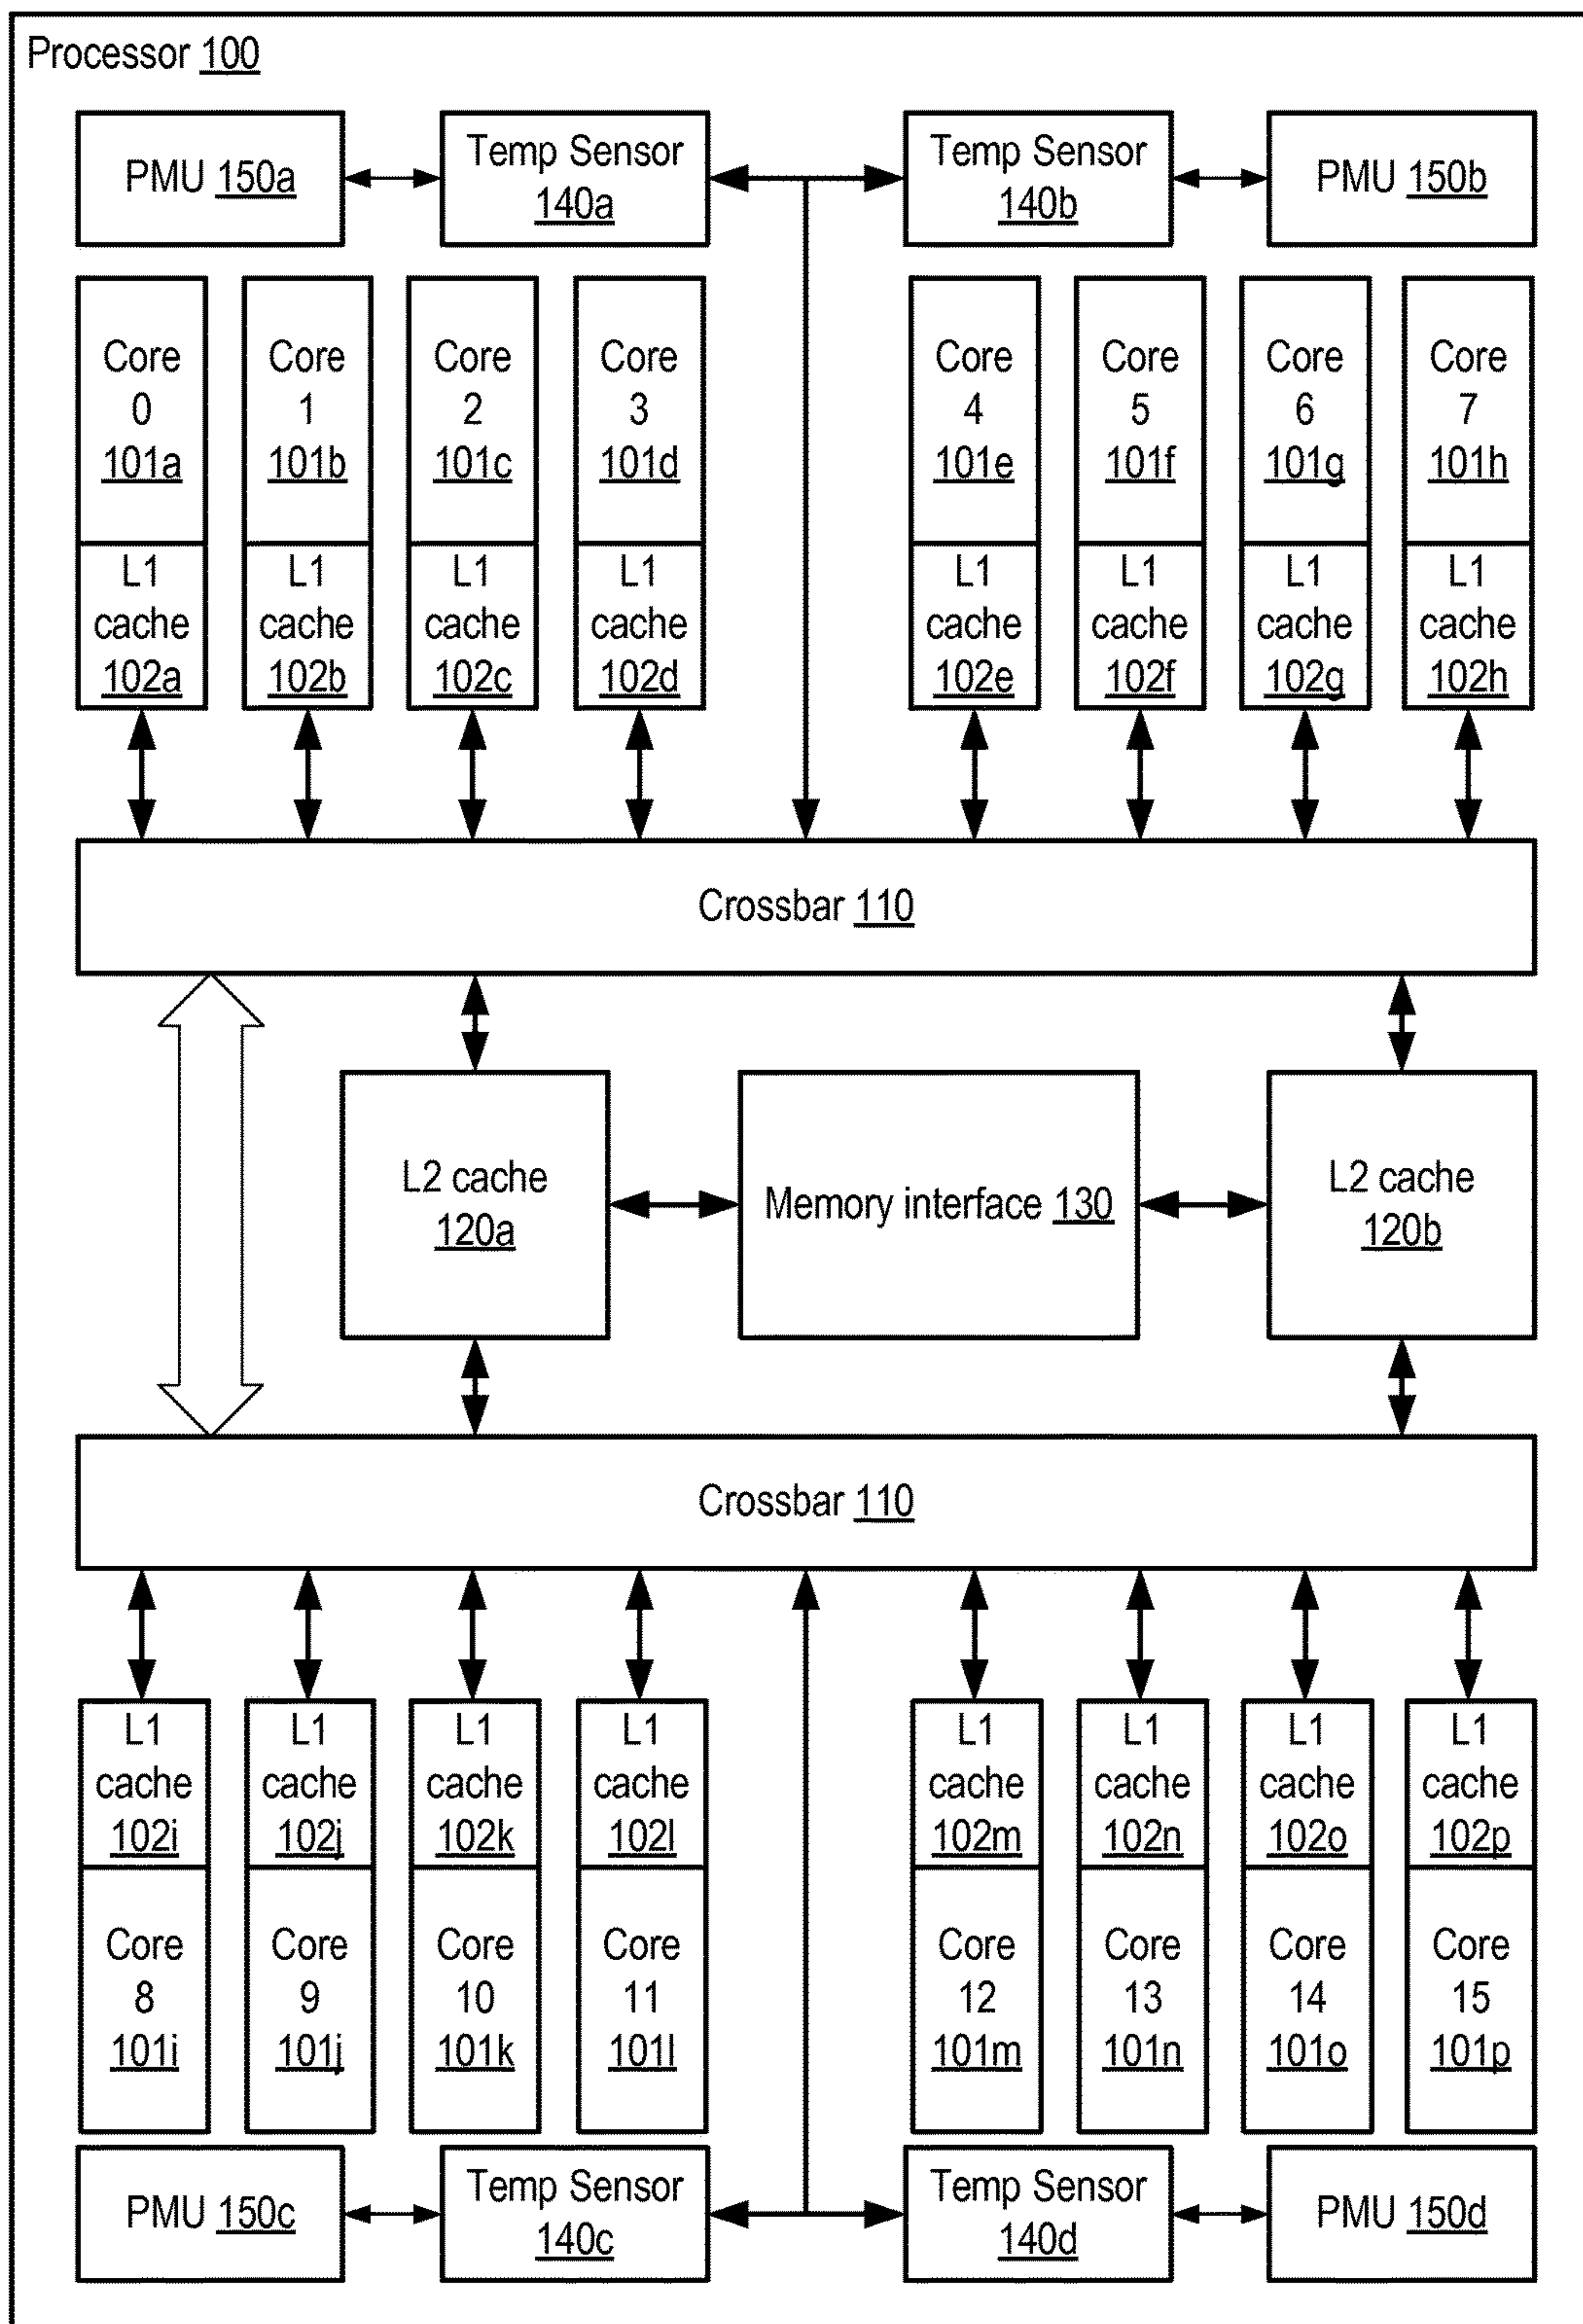 Processor 100
PMU 150a
Temp Sensor
140a
Temp Sensor
140b
PMU 150b
Core
0
101a
L1
cache
102a
Core
1
101b
L1
cache
102b
Core
2
101c
L1
cache
102c
Core
3
101d
L1
cache
102d
Core
4
101e
L1
cache
102e
Core
5
101f
L1
cache
102f
Core
6
101g
L1
cache
102g
Core
7
101h
L1
cache
102h
Crossbar 110
L2 cache
120a
Memory interface 130
L2 cache
120b
Crossbar 110
L1
cache
102i
Core
8
101i
L1
cache
102j
Core
9
101j
L1
cache
102k
Core
10
101k
L1
cache
102l
Core
11
101l
L1
cache
102m
Core
12
101m
L1
cache
102n
Core
13
101n
L1
cache
102o
Core
14
101o
L1
cache
102p
Core
15
101p
PMU 150c
Temp Sensor
140c
Temp Sensor
140d
PMU 150d